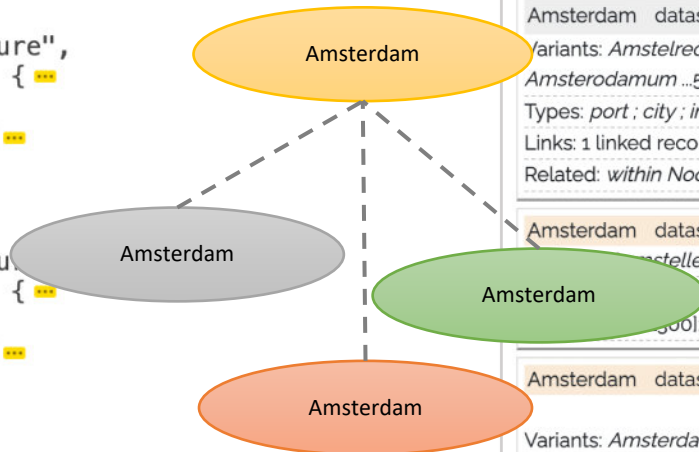 ure",
{
Amsterdam
Amsterdam
Amsterdam
Amsterdam
{
Amsterdam datas
Variants: Amstelred
Amsterodamum ...5
Types: port ; city ; in
Links: 1 linked reco
Related: within Noo
Amsterdam datas
Amsterdam datas
Variants: Amsterda